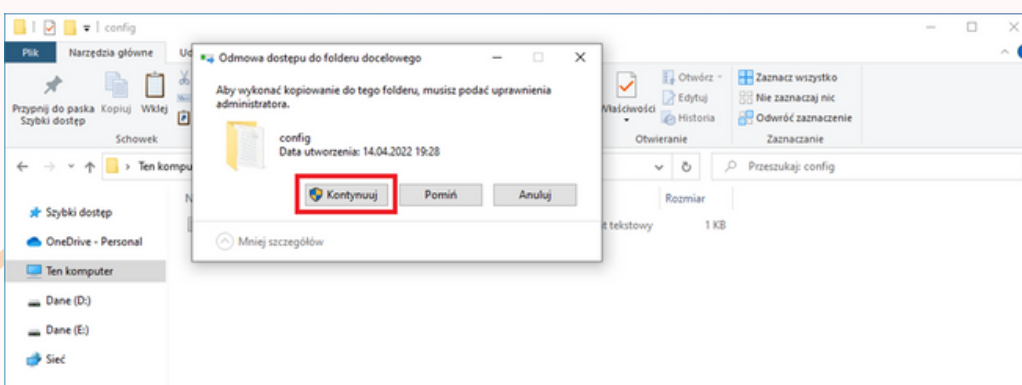 config
Plik Narzędzia główne
Przypnij do paska Szybki dostęp
Kopiuj
Wklej
Schowek
Odmowa dostępu do folderu docelowego
Aby wykonać kopiowanie do tego folderu, musisz podać uprawnienia
administratora.
config
Data utworzenia: 14.04.2022 19:28
Kontynuuj Pomiń Anuluj
Mniej szczegółów
Właściwości
Otwórz
Edytuj
Historia
Otwieranie
Zaznacz wszystko
Nie zaznaczaj nic
Odwróć zaznaczenie
Zaznaczanie
Przeszukaj: config
Rozmiar
1 KB
Szybki dostęp
OneDrive - Personal
Ten komputer
Dane (D:)
Dane (E:)
Sieć